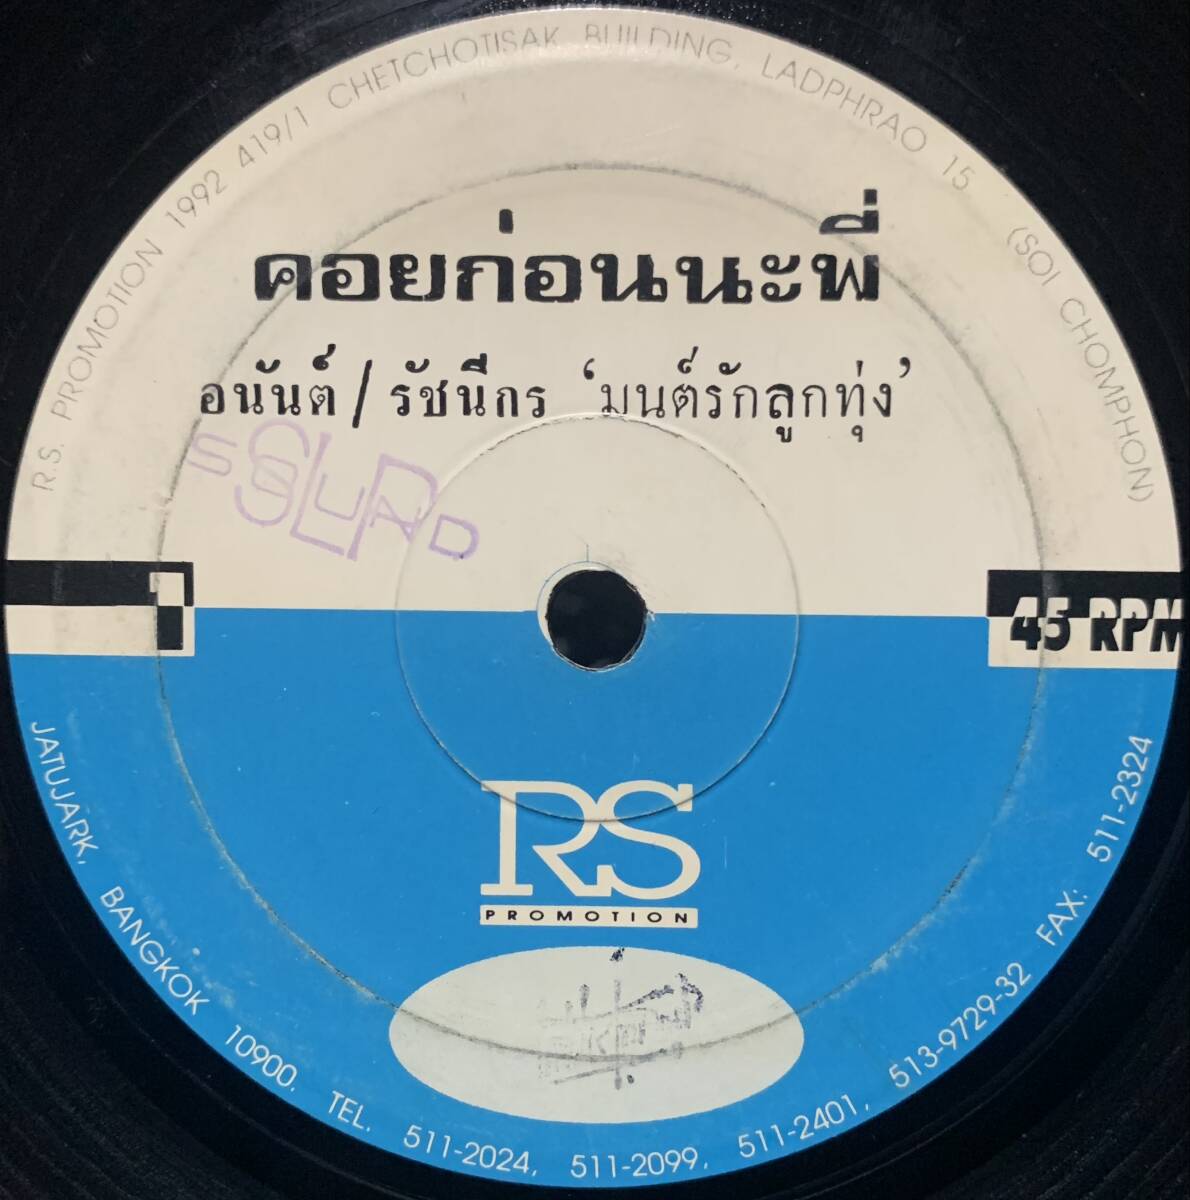 R.S. PROMOTION 1992 419/1 CHETCHOTISAK BUILDING, LADPHRAO 15 (SOI CHOMPHON)
คอยก่อนนะพี่
อนันต์ / รัชนีกร ‘มนต์รักลูกทุ่ง’
45 RPM
RS
PROMOTION
JATUJARK, BANGKOK 10900. TEL. 511-2024, 511-2099, 511-2401, 513-9729-32 FAX: 511-2324